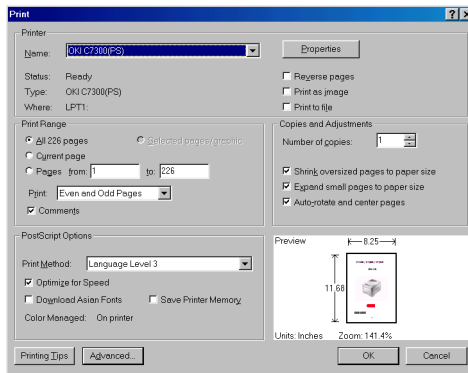 Print
Printer
Name: OKI C7300(PS)
Properties
Status: Ready
Reverse pages
Type: OKI C7300(PS)
Print as image
Where: LPT1:
Print to file
Print Range
All 226 pages
Selected pages/graphic
Current page
Pages from: 1 to: 226
Print: Even and Odd Pages
Comments
Copies and Adjustments
Number of copies: 1
Shrink oversized pages to paper size
Expand small pages to paper size
Auto-rotate and center pages
PostScript Options
Print Method: Language Level 3
Optimize for Speed
Download Asian Fonts
Save Printer Memory
Color Managed: On printer
Preview
8.25
11.68
Units: Inches Zoom: 141.4%
Printing Tips
Advanced...
OK
Cancel